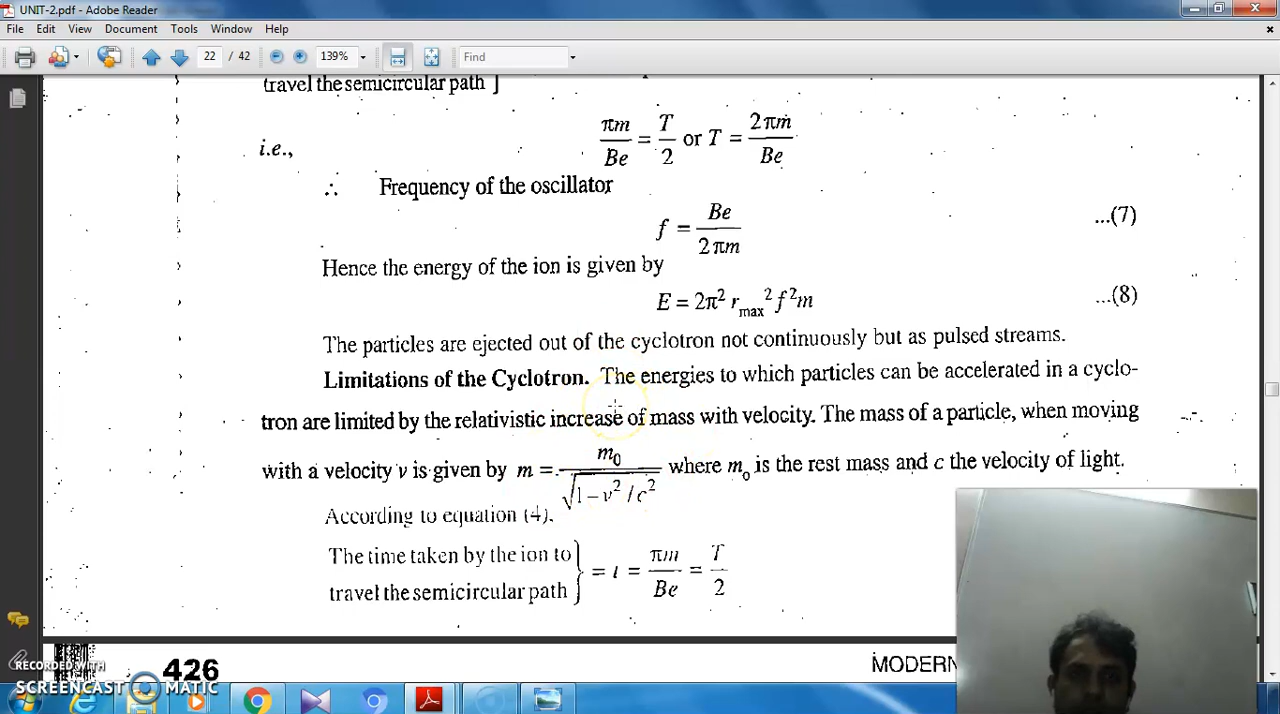 UNIT-2.pdf - Adobe Reader
File Edit View Document Tools Window Help
22 / 42 139% Find
travel the semicircular path ]
i.e., πm/Be = T/2 or T = 2πm/Be
∴ Frequency of the oscillator
f = Be/2πm ...(7)
Hence the energy of the ion is given by
E = 2π² r_max² f² m ...(8)
The particles are ejected out of the cyclotron not continuously but as pulsed streams.
Limitations of the Cyclotron. The energies to which particles can be accelerated in a cyclo-
tron are limited by the relativistic increase of mass with velocity. The mass of a particle, when moving
with a velocity v is given by m = m₀/√(1 – v²/c²) where m₀ is the rest mass and c the velocity of light.
According to equation (4),
The time taken by the ion to
travel the semicircular path } = t = πm/Be = T/2
426 MODERN
RECORDED WITH
SCREENCAST MATIC